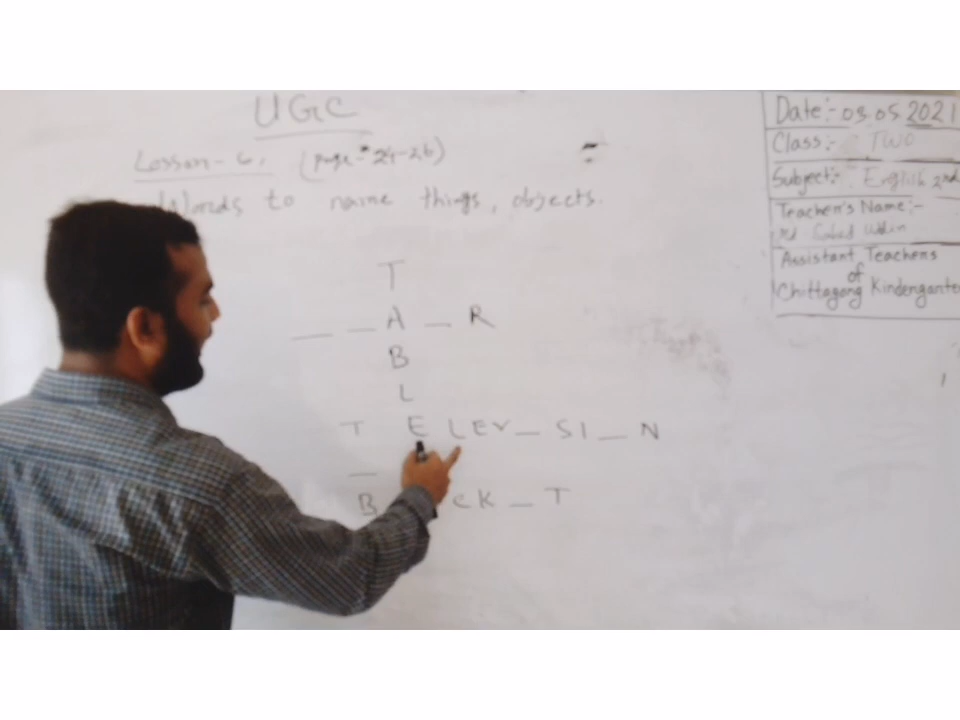 UGC
Lesson - 6. (page - 24-26)
Words to name things, objects.
T
_ _ A _ R
B
L
T E L E V _ S I _ N
_
B C K _ T
Date:- 03.05.2021
Class:- TWO
Subject:- English 2nd
Teacher's Name:-
Md
Assistant Teachers
of
Chittagong Kindergarten